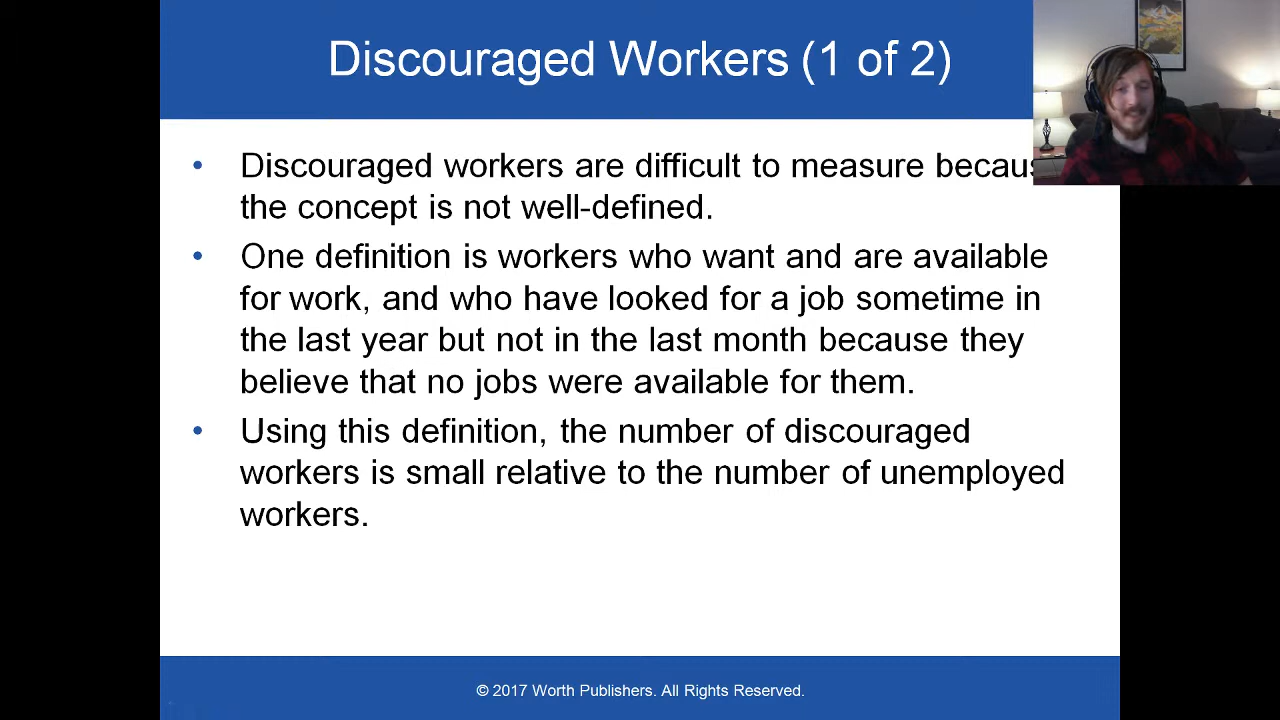 Discouraged Workers (1 of 2)
• Discouraged workers are difficult to measure
the concept is not well-defined.
• One definition is workers who want and are available
for work, and who have looked for a job sometime in
the last year but not in the last month because they
believe that no jobs were available for them.
• Using this definition, the number of discouraged
workers is small relative to the number of unemployed
workers.
© 2017 Worth Publishers. All Rights Reserved.